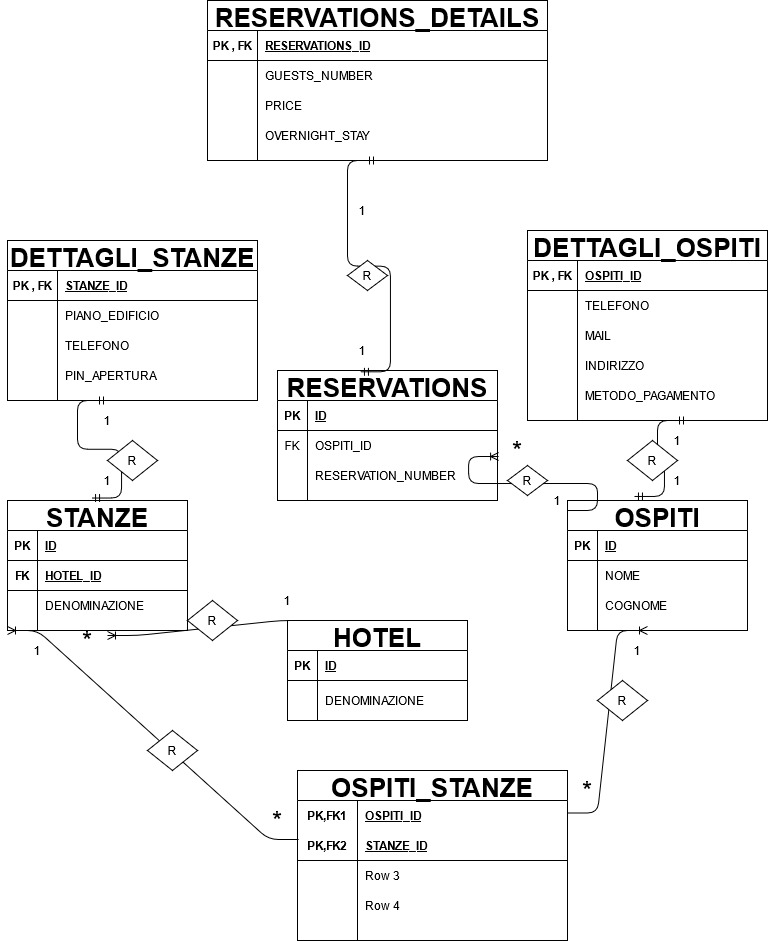 RESERVATIONS_DETAILS
PK , FK RESERVATIONS_ID
GUESTS_NUMBER
PRICE
OVERNIGHT_STAY
1
R
1
DETTAGLI_STANZE
PK , FK STANZE_ID
PIANO_EDIFICIO
TELEFONO
PIN_APERTURA
1
R
1
DETTAGLI_OSPITI
PK , FK OSPITI_ID
TELEFONO
MAIL
INDIRIZZO
METODO_PAGAMENTO
1
R
1
RESERVATIONS
PK ID
FK OSPITI_ID
RESERVATION_NUMBER
*
R
1
STANZE
PK ID
FK HOTEL_ID
DENOMINAZIONE
*
R
1
OSPITI
PK ID
NOME
COGNOME
HOTEL
PK ID
DENOMINAZIONE
1
R
*
1
R
*
OSPITI_STANZE
PK,FK1 OSPITI_ID
PK,FK2 STANZE_ID
Row 3
Row 4